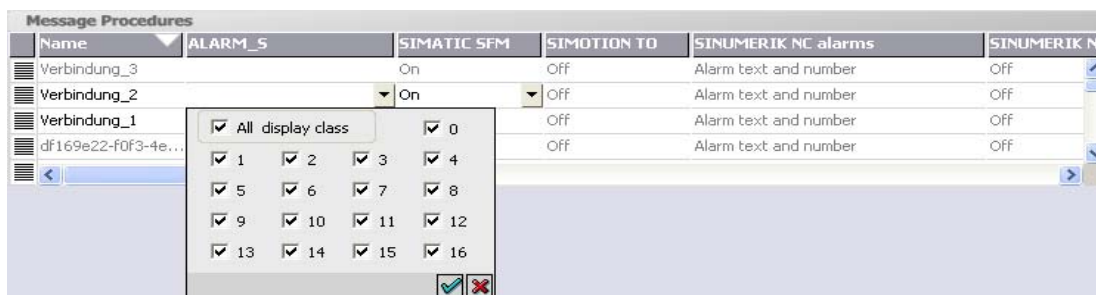 Message Procedures
Name ALARM_S SIMATIC SFM SIMOTION TO SINUMERIK NC alarms SINUMERIK N
Verbindung_3 On Off Alarm text and number Off
Verbindung_2 On Off Alarm text and number Off
Verbindung_1 Off Alarm text and number Off
df169e22-f0f3-4e... Off Alarm text and number Off
All display class 0
1 2 3 4
5 6 7 8
9 10 11 12
13 14 15 16